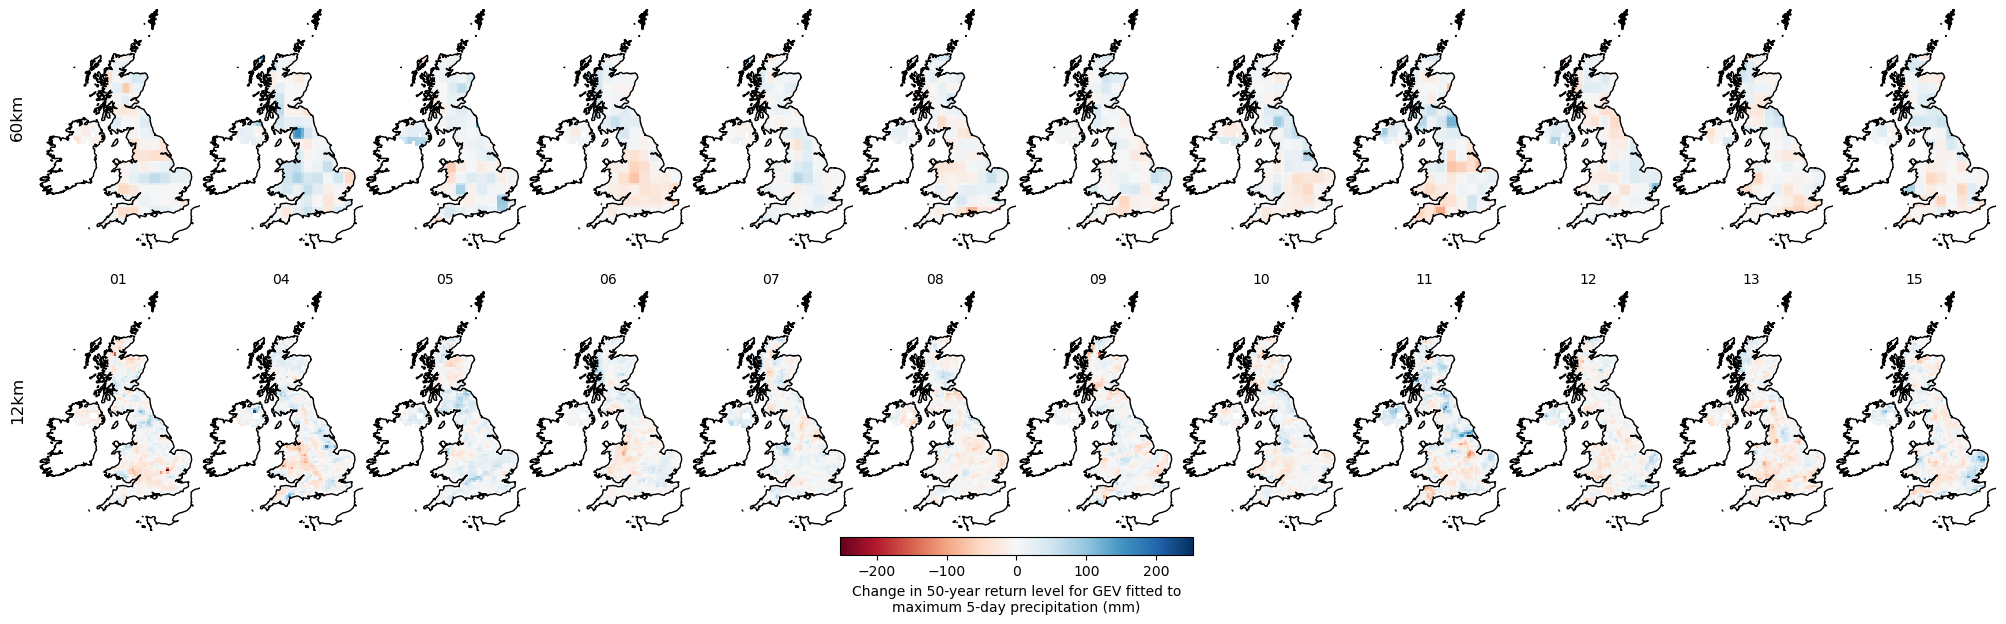 60km
01 04 05 06 07 08 09 10 11 12 13 15
12km
−200 −100 0 100 200
Change in 50-year return level for GEV fitted to
maximum 5-day precipitation (mm)